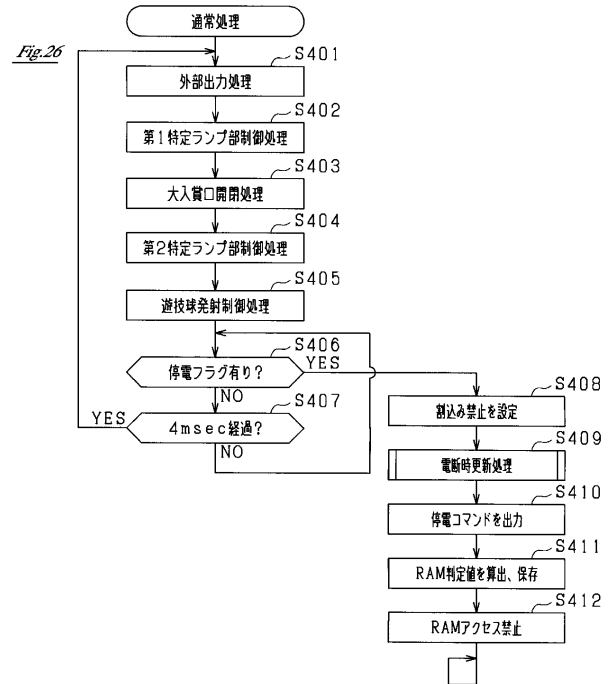 Fig.26
通常処理
S401
外部出力処理
S402
第1特定ランプ部制御処理
S403
大入賞口開閉処理
S404
第2特定ランプ部制御処理
S405
遊技球発射制御処理
S406
停電フラグ有り?
YES
NO
S407
4msec経過?
YES
NO
S408
割込み禁止を設定
S409
電断時更新処理
S410
停電コマンドを出力
S411
RAM判定値を算出、保存
S412
RAMアクセス禁止